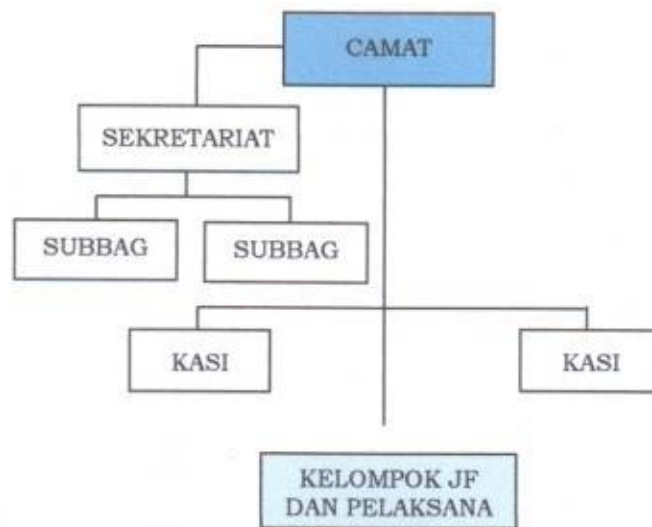 CAMAT
SEKRETARIAT
SUBBAG
SUBBAG
KASI
KASI
KELOMPOK JF
DAN PELAKSANA